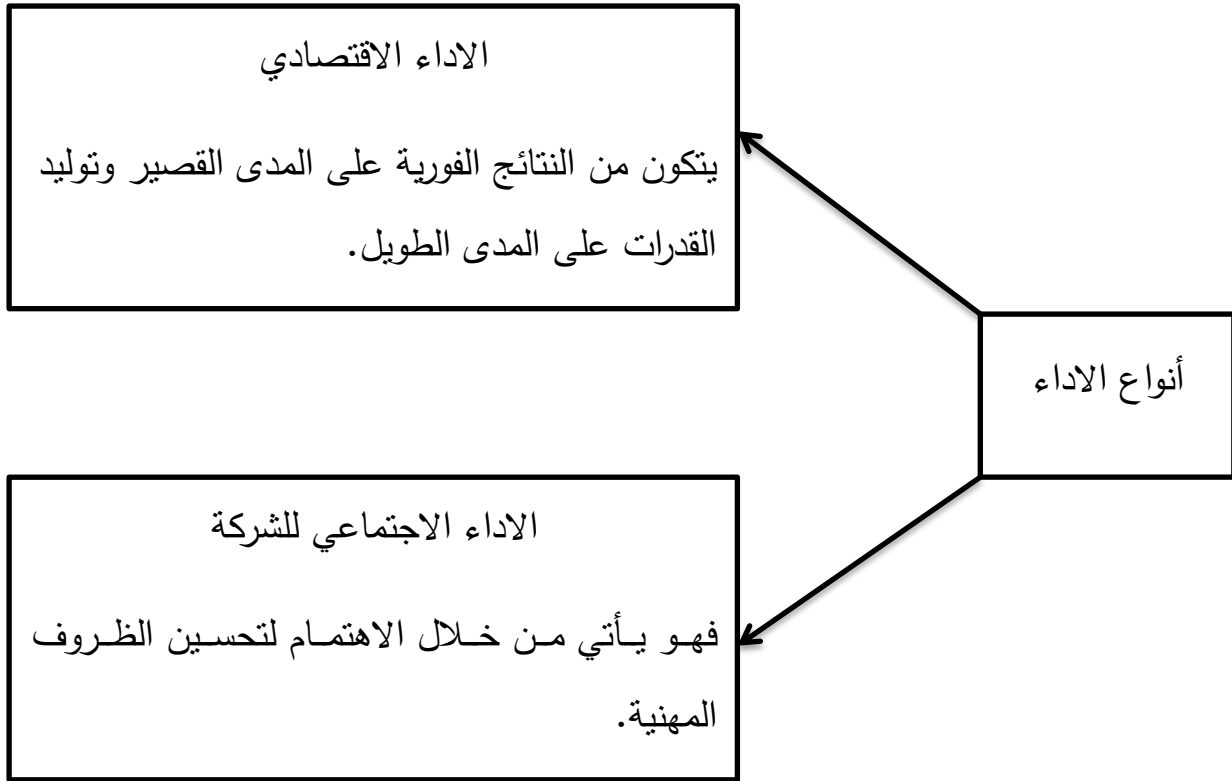 أنواع الاداء
الاداء الاقتصادي
يتكون من النتائج الفورية على المدى القصير وتوليد
القدرات على المدى الطويل.
الاداء الاجتماعي للشركة
فهو يأتي من خلال الاهتمام لتحسين الظروف
المهنية.